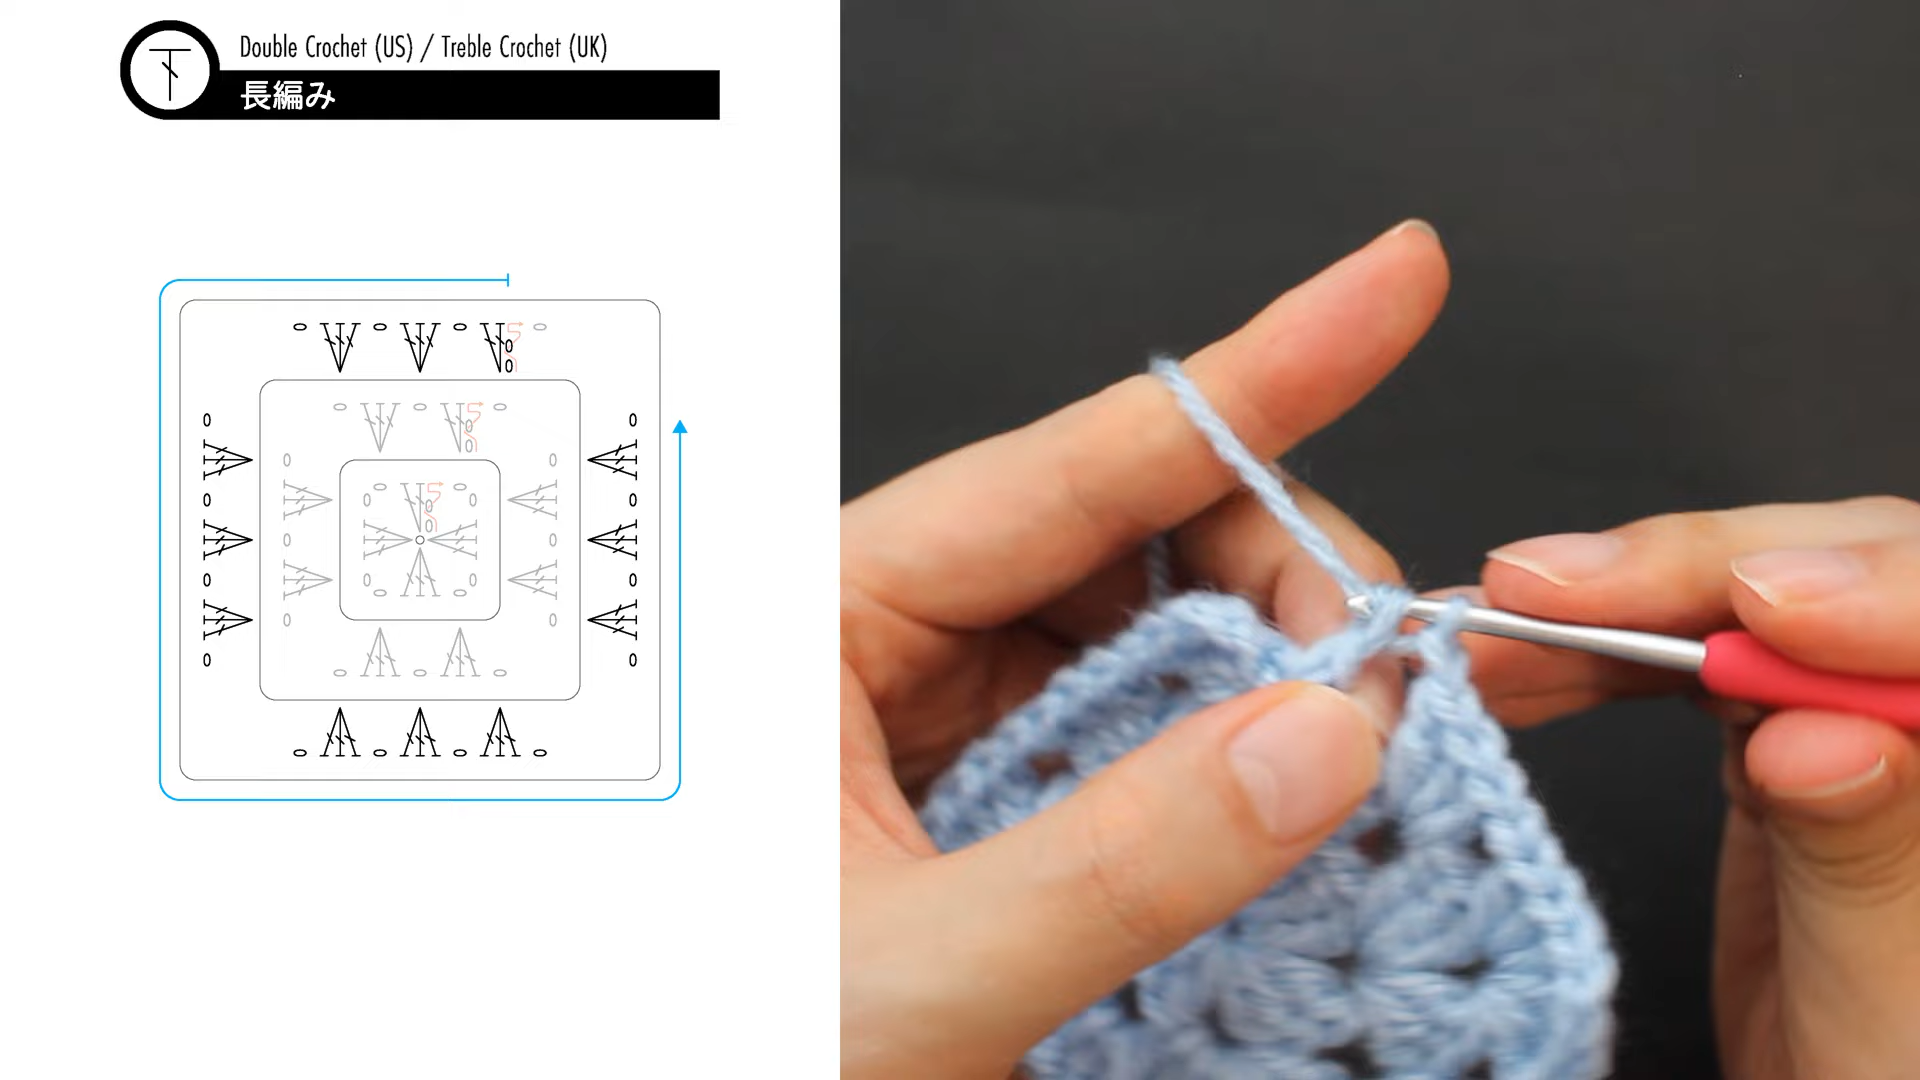 Double Crochet (US) / Treble Crochet (UK)
長編み